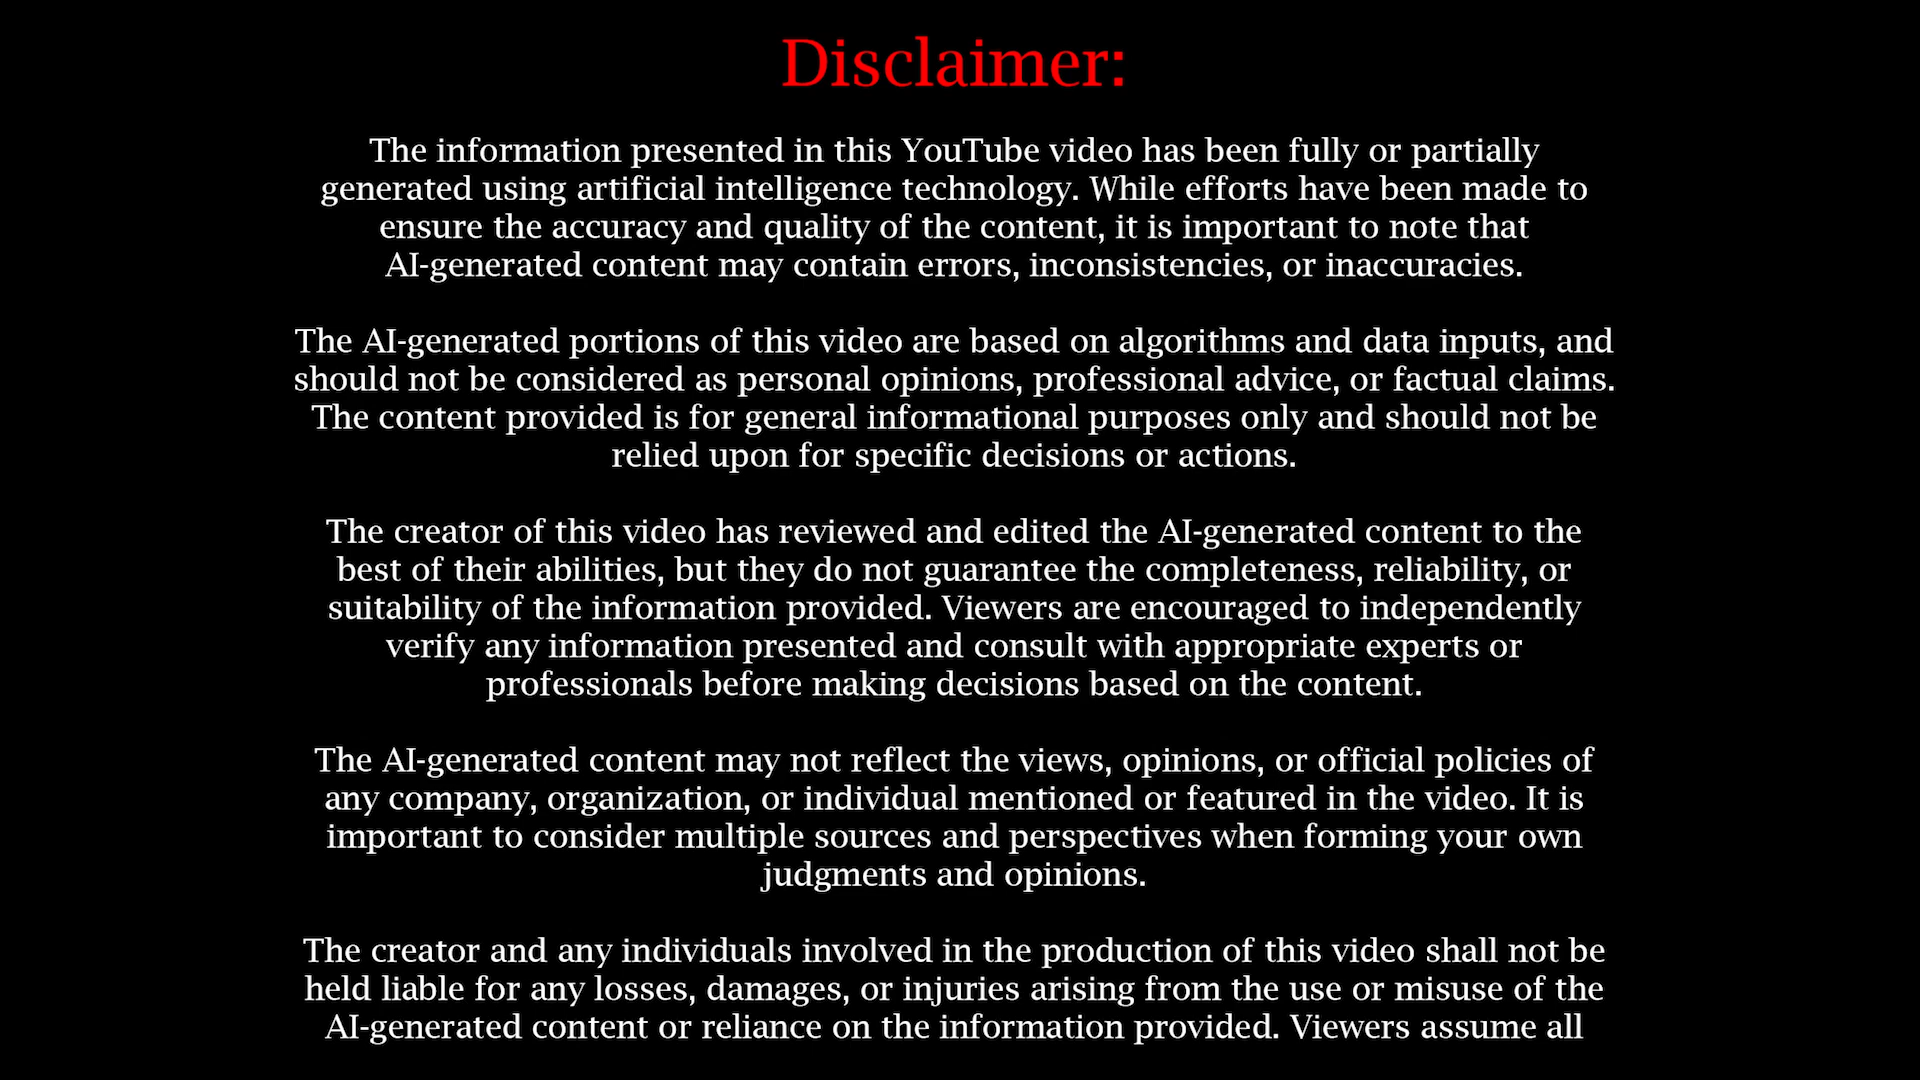 Disclaimer:
The information presented in this YouTube video has been fully or partially
generated using artificial intelligence technology. While efforts have been made to
ensure the accuracy and quality of the content, it is important to note that
AI-generated content may contain errors, inconsistencies, or inaccuracies.
The AI-generated portions of this video are based on algorithms and data inputs, and
should not be considered as personal opinions, professional advice, or factual claims.
The content provided is for general informational purposes only and should not be
relied upon for specific decisions or actions.
The creator of this video has reviewed and edited the AI-generated content to the
best of their abilities, but they do not guarantee the completeness, reliability, or
suitability of the information provided. Viewers are encouraged to independently
verify any information presented and consult with appropriate experts or
professionals before making decisions based on the content.
The AI-generated content may not reflect the views, opinions, or official policies of
any company, organization, or individual mentioned or featured in the video. It is
important to consider multiple sources and perspectives when forming your own
judgments and opinions.
The creator and any individuals involved in the production of this video shall not be
held liable for any losses, damages, or injuries arising from the use or misuse of the
AI-generated content or reliance on the information provided. Viewers assume all